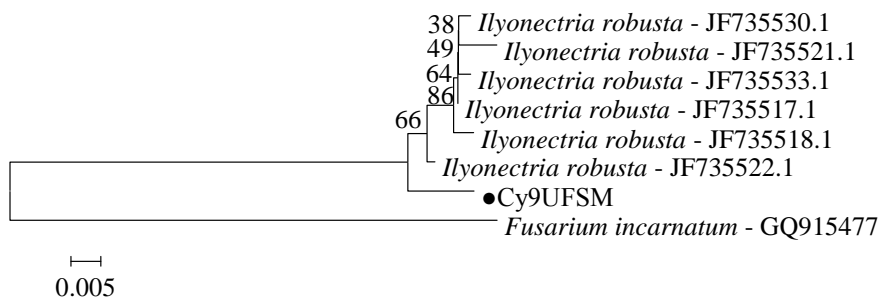 38
Ilyonectria robusta - JF735530.1
49
Ilyonectria robusta - JF735521.1
64
Ilyonectria robusta - JF735533.1
86
Ilyonectria robusta - JF735517.1
66
Ilyonectria robusta - JF735518.1
Ilyonectria robusta - JF735522.1
●Cy9UFSM
Fusarium incarnatum - GQ915477
0.005